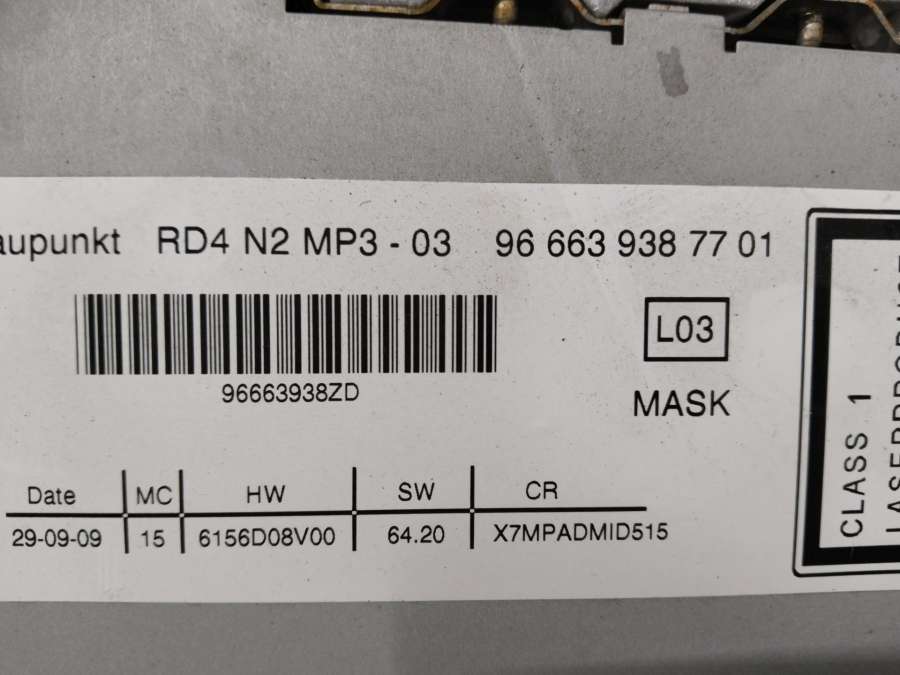 aupunkt RD4 N2 MP3 - 03 96 663 938 77 01
96663938ZD
L03
MASK
Date MC HW SW CR
29-09-09 15 6156D08V00 64.20 X7MPADMID515
CLASS 1